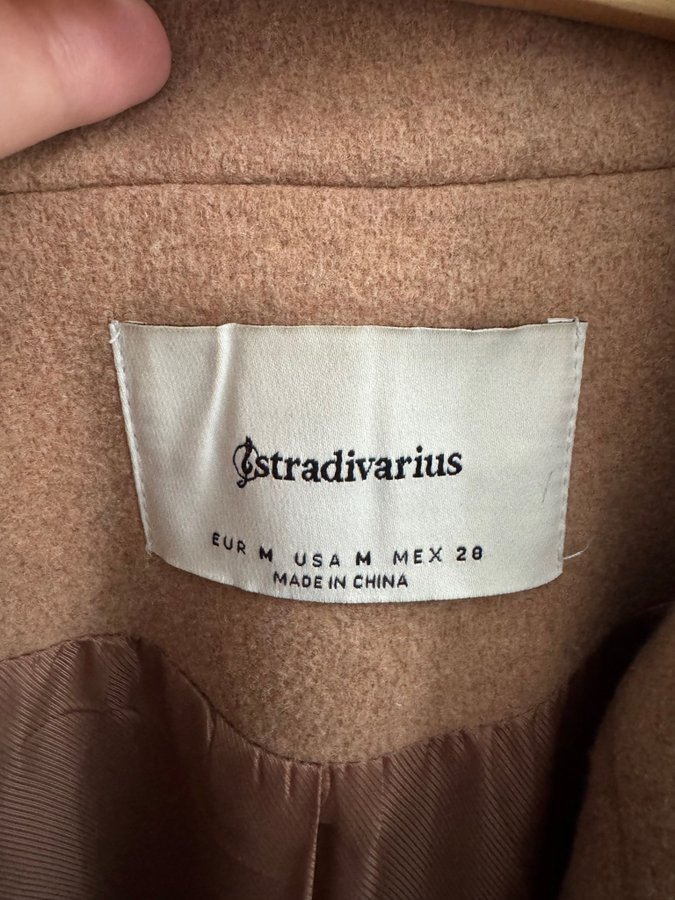 stradivarius
EUR M USA M MEX 28
MADE IN CHINA